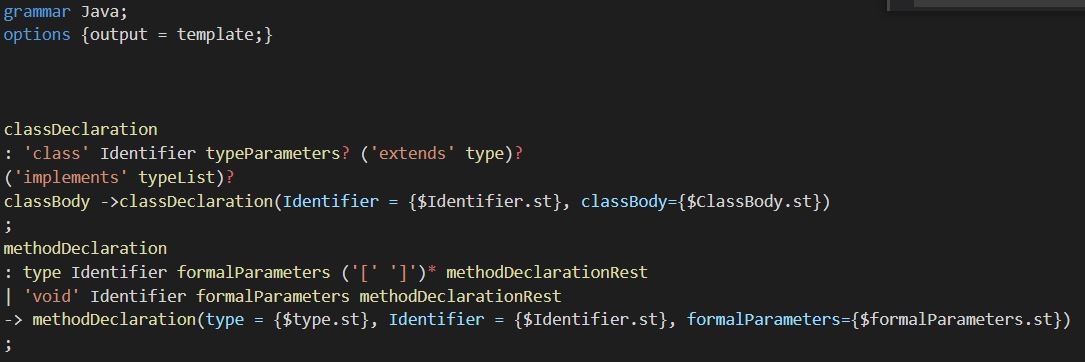 grammar Java;
options {output = template;}
classDeclaration
: 'class' Identifier typeParameters? ('extends' type)?
('implements' typeList)?
classBody ->classDeclaration(Identifier = {$Identifier.st}, classBody={$ClassBody.st})
;
methodDeclaration
: type Identifier formalParameters ('[' ']')* methodDeclarationRest
| 'void' Identifier formalParameters methodDeclarationRest
-> methodDeclaration(type = {$type.st}, Identifier = {$Identifier.st}, formalParameters={$formalParameters.st})
;